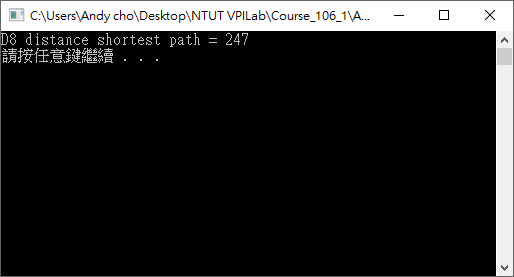 C:\Users\Andy cho\Desktop\NTUT VPILab\Course_106_1\A...
D8 distance shortest path = 247
請按任意鍵繼續 . . .